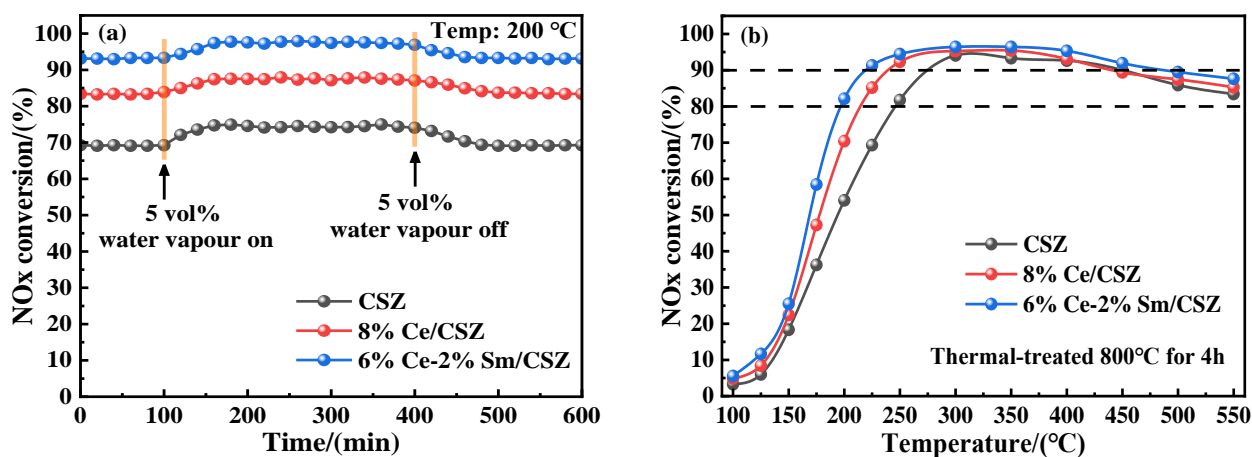 (a)
Temp: 200 °C
NOx conversion/(%)
100
90
80
70
60
50
40
30
20
10
0
5 vol%
water vapour on
5 vol%
water vapour off
CSZ
8% Ce/CSZ
6% Ce-2% Sm/CSZ
0 100 200 300 400 500 600
Time/(min)
(b)
NOx conversion/(%)
100
90
80
70
60
50
40
30
20
10
0
CSZ
8% Ce/CSZ
6% Ce-2% Sm/CSZ
Thermal-treated 800°C for 4h
100 150 200 250 300 350 400 450 500 550
Temperature/(°C)